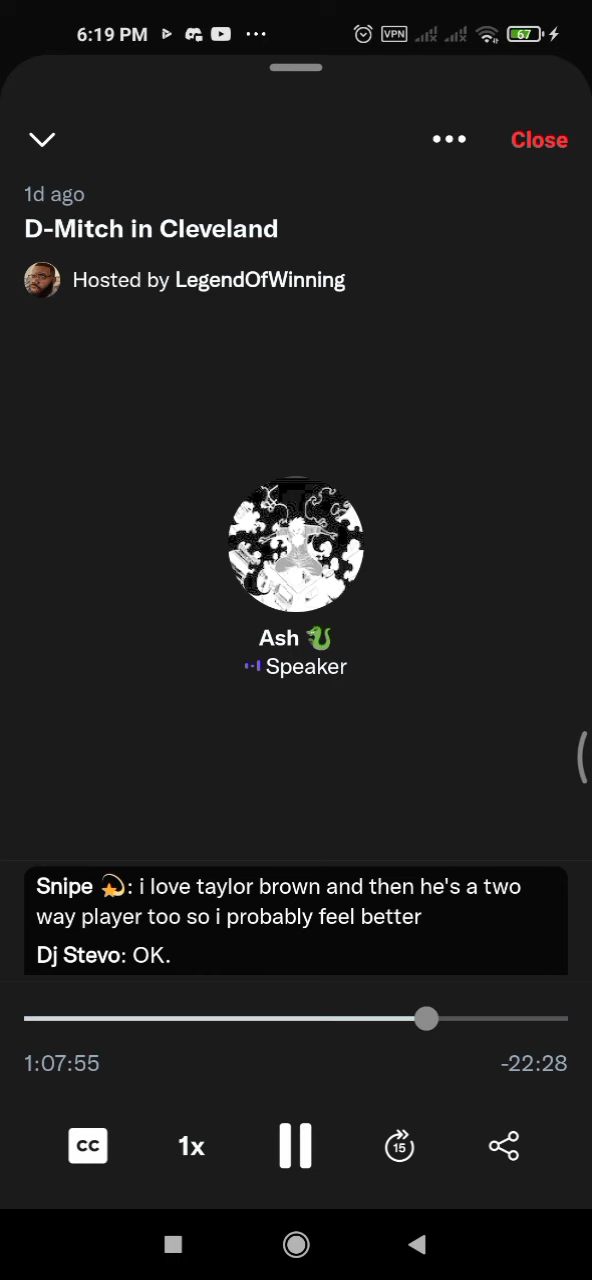 6:19 PM
VPN
67
Close
1d ago
D-Mitch in Cleveland
Hosted by LegendOfWinning
Ash 🐉
Speaker
Snipe 💫: i love taylor brown and then he's a two
way player too so i probably feel better
Dj Stevo: OK.
1:07:55
-22:28
CC
1x
15